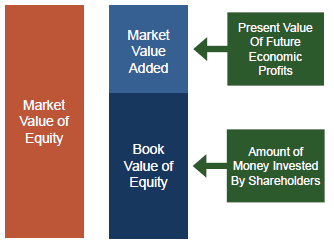 Market
Value of
Equity
Market
Value
Added
Present Value
Of Future
Economic
Profits
Book
Value of
Equity
Amount of
Money Invested
By Shareholders